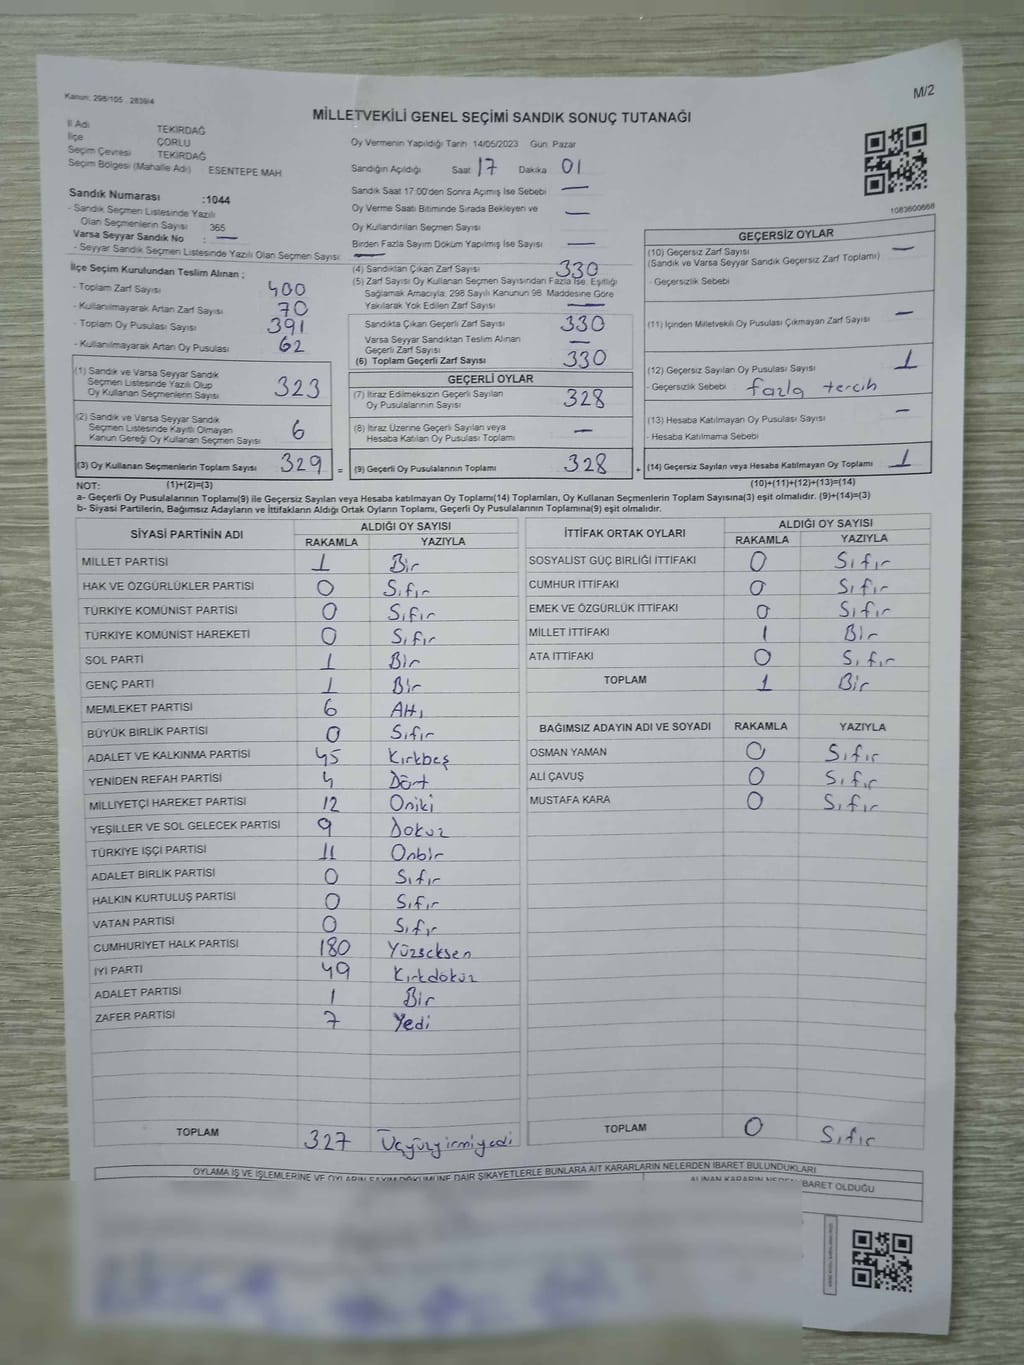 Kanun: 298/105 , 2839/4
M/2
MİLLETVEKİLİ GENEL SEÇİMİ SANDIK SONUÇ TUTANAĞI
İl Adı TEKİRDAĞ
İlçe ÇORLU
Seçim Çevresi TEKİRDAĞ
Seçim Bölgesi (Mahalle Adı) ESENTEPE MAH
Sandık Numarası :1044
- Sandık Seçmen Listesinde Yazılı
Olan Seçmenlerin Sayısı 365
Varsa Seyyar Sandık No : —
- Seyyar Sandık Seçmen Listesinde Yazılı Olan Seçmen Sayısı: —
Oy Vermenin Yapıldığı Tarih 14/05/2023 Gün: Pazar
Sandığın Açıldığı Saat 17 Dakika 01
Sandık Saat 17:00'den Sonra Açımış İse Sebebi —
Oy Verme Saati Bitiminde Sırada Bekleyen ve —
Oy Kullandırılan Seçmen Sayısı
Birden Fazla Sayım Döküm Yapılmış İse Sayısı —
1083600668
İlçe Seçim Kurulundan Teslim Alınan ;
- Toplam Zarf Sayısı 400
- Kullanılmayarak Artan Zarf Sayısı 70
- Toplam Oy Pusulası Sayısı 391
- Kullanılmayarak Artan Oy Pusulası 62
(4) Sandıktan Çıkan Zarf Sayısı 330
(5) Zarf Sayısı Oy Kullanan Seçmen Sayısından Fazla İse, Eşitliği
Sağlamak Amacıyla, 298 Sayılı Kanunun 98. Maddesine Göre
Yakılarak Yok Edilen Zarf Sayısı —
Sandıkta Çıkan Geçerli Zarf Sayısı 330
Varsa Seyyar Sandıktan Teslim Alınan —
Geçerli Zarf Sayısı
(6) Toplam Geçerli Zarf Sayısı 330
GEÇERSİZ OYLAR
(10) Geçersiz Zarf Sayısı —
(Sandık ve Varsa Seyyar Sandık Geçersiz Zarf Toplamı)
- Geçersizlik Sebebi
(11) İçinden Milletvekili Oy Pusulası Çıkmayan Zarf Sayısı —
(12) Geçersiz Sayılan Oy Pusulası Sayısı 1
- Geçersizlik Sebebi fazla tercih
(13) Hesaba Katılmayan Oy Pusulası Sayısı —
- Hesaba Katılmama Sebebi
(14) Geçersiz Sayılan veya Hesaba Katılmayan Oy Toplamı 1
(10)+(11)+(12)+(13)=(14)
(1) Sandık ve Varsa Seyyar Sandık
Seçmen Listesinde Yazılı Olup
Oy Kullanan Seçmenlerin Sayısı 323
(2) Sandık ve Varsa Seyyar Sandık
Seçmen Listesinde Kayıtlı Olmayan
Kanun Gereği Oy Kullanan Seçmen Sayısı 6
(3) Oy Kullanan Seçmenlerin Toplam Sayısı 329 =
GEÇERLİ OYLAR
(7) İtiraz Edilmeksizin Geçerli Sayılan
Oy Pusulalarının Sayısı 328
(8) İtiraz Üzerine Geçerli Sayılan veya
Hesaba Katılan Oy Pusulası Toplamı —
(9) Geçerli Oy Pusulalarının Toplamı 328 +
NOT: (1)+(2)=(3)
a- Geçerli Oy Pusulalarının Toplamı(9) ile Geçersiz Sayılan veya Hesaba katılmayan Oy Toplamı(14) Toplamları, Oy Kullanan Seçmenlerin Toplam Sayısına(3) eşit olmalıdır. (9)+(14)=(3)
b- Siyasi Partilerin, Bağımsız Adayların ve İttifakların Aldığı Ortak Oyların Toplamı, Geçerli Oy Pusulalarının Toplamına(9) eşit olmalıdır.
SİYASİ PARTİNİN ADI ALDIĞI OY SAYISI
RAKAMLA YAZIYLA
MİLLET PARTİSİ 1 Bir
HAK VE ÖZGÜRLÜKLER PARTİSİ 0 Sıfır
TÜRKİYE KOMÜNİST PARTİSİ 0 Sıfır
TÜRKİYE KOMÜNİST HAREKETİ 0 Sıfır
SOL PARTİ 1 Bir
GENÇ PARTİ 1 Bir
MEMLEKET PARTİSİ 6 Altı
BÜYÜK BİRLİK PARTİSİ 0 Sıfır
ADALET VE KALKINMA PARTİSİ 45 Kırkbeş
YENİDEN REFAH PARTİSİ 4 Dört
MİLLİYETÇİ HAREKET PARTİSİ 12 Oniki
YEŞİLLER VE SOL GELECEK PARTİSİ 9 Dokuz
TÜRKİYE İŞÇİ PARTİSİ 11 Onbir
ADALET BİRLİK PARTİSİ 0 Sıfır
HALKIN KURTULUŞ PARTİSİ 0 Sıfır
VATAN PARTİSİ 0 Sıfır
CUMHURİYET HALK PARTİSİ 180 Yüzseksen
İYİ PARTİ 49 Kırkdokuz
ADALET PARTİSİ 1 Bir
ZAFER PARTİSİ 7 Yedi
TOPLAM 327 Üçyüzyirmiyedi
İTTİFAK ORTAK OYLARI ALDIĞI OY SAYISI
RAKAMLA YAZIYLA
SOSYALİST GÜÇ BİRLİĞİ İTTİFAKI 0 Sıfır
CUMHUR İTTİFAKI 0 Sıfır
EMEK VE ÖZGÜRLÜK İTTİFAKI 0 Sıfır
MİLLET İTTİFAKI 1 Bir
ATA İTTİFAKI 0 Sıfır
TOPLAM 1 Bir
BAĞIMSIZ ADAYIN ADI VE SOYADI RAKAMLA YAZIYLA
OSMAN YAMAN 0 Sıfır
ALİ ÇAVUŞ 0 Sıfır
MUSTAFA KARA 0 Sıfır
TOPLAM 0 Sıfır
OYLAMA İŞ VE İŞLEMLERİNE VE OYLARIN SAYIM DÖKÜMÜNE DAİR ŞİKAYETLERLE BUNLARA AİT KARARLARIN NELERDEN İBARET BULUNDUKLARI
ALINAN KARARIN İBARET OLDUĞU